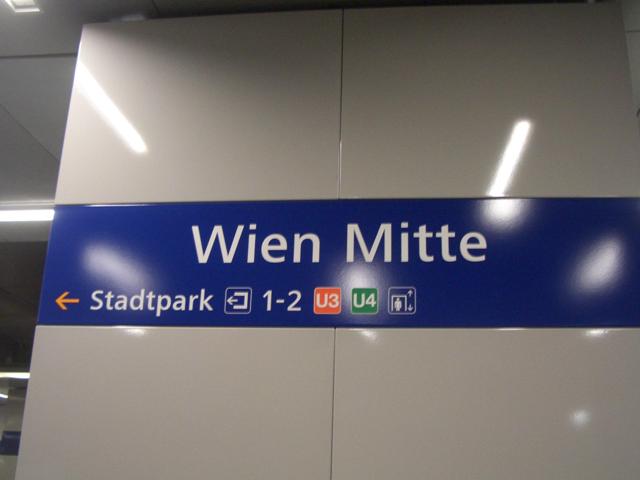 Wien Mitte
← Stadtpark 1-2 U3 U4